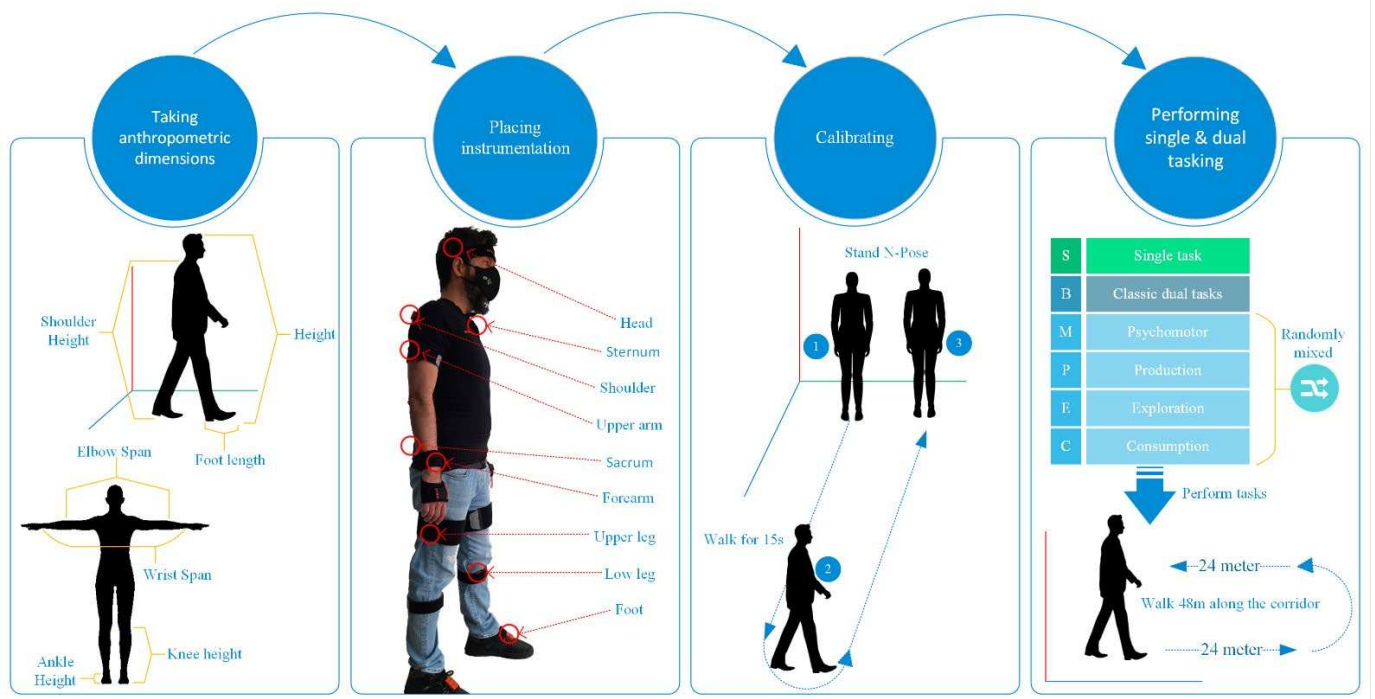 Taking
anthropometric
dimensions
Placing
instrumentation
Calibrating
Performing
single & dual
tasking
Shoulder
Height
Height
Elbow Span
Foot length
Wrist Span
Ankle
Height
Knee height
Head
Sternum
Shoulder
Upper arm
Sacrum
Forearm
Upper leg
Low leg
Foot
Stand N-Pose
1
3
Walk for 15s
2
S Single task
B Classic dual tasks
M Psychomotor
P Production
E Exploration
C Consumption
Randomly
mixed
Perform tasks
24 meter
Walk 48m along the corridor
24 meter